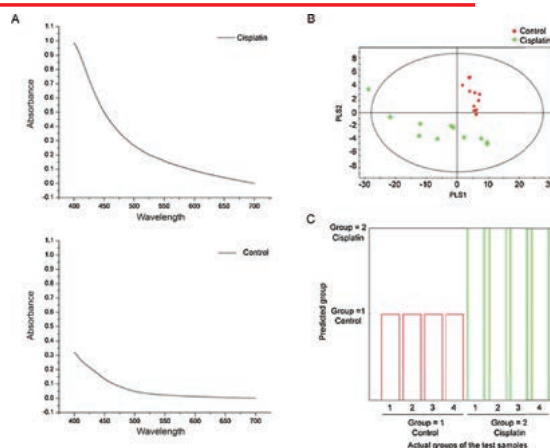 A
Cisplatin
Absorbance
1.1
1.0
0.9
0.8
0.7
0.6
0.5
0.4
0.3
0.2
0.1
0.0
400 450 500 550 600 650 700
Wavelength
Control
Absorbance
1.1
1.0
0.9
0.8
0.7
0.6
0.5
0.4
0.3
0.2
0.1
0.0
400 450 500 550 600 650 700
Wavelength
B
Control
Cisplatin
PLS2
8
6
4
2
0
-2
-4
-6
-8
-30 -20 -10 0 10 20 30
PLS1
C
Predicted group
Group = 2
Cisplatin
Group =1
Control
1 2 3 4 1 2 3 4
Group = 1 Group = 2
Control Cisplatin
Actual groups of the test samples